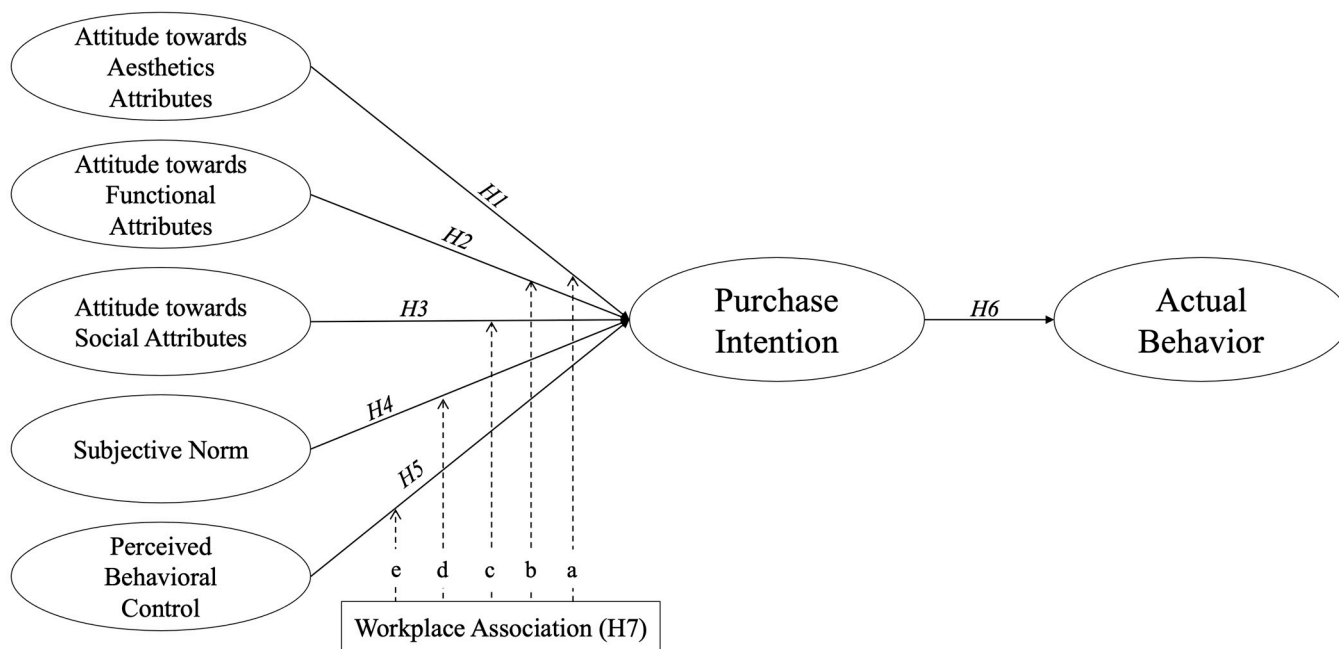 Attitude towards
Aesthetics
Attributes
Attitude towards
Functional
Attributes
Attitude towards
Social Attributes
Subjective Norm
Perceived
Behavioral
Control
H1
H2
H3
H4
H5
e d c b a
Workplace Association (H7)
Purchase
Intention
H6
Actual
Behavior